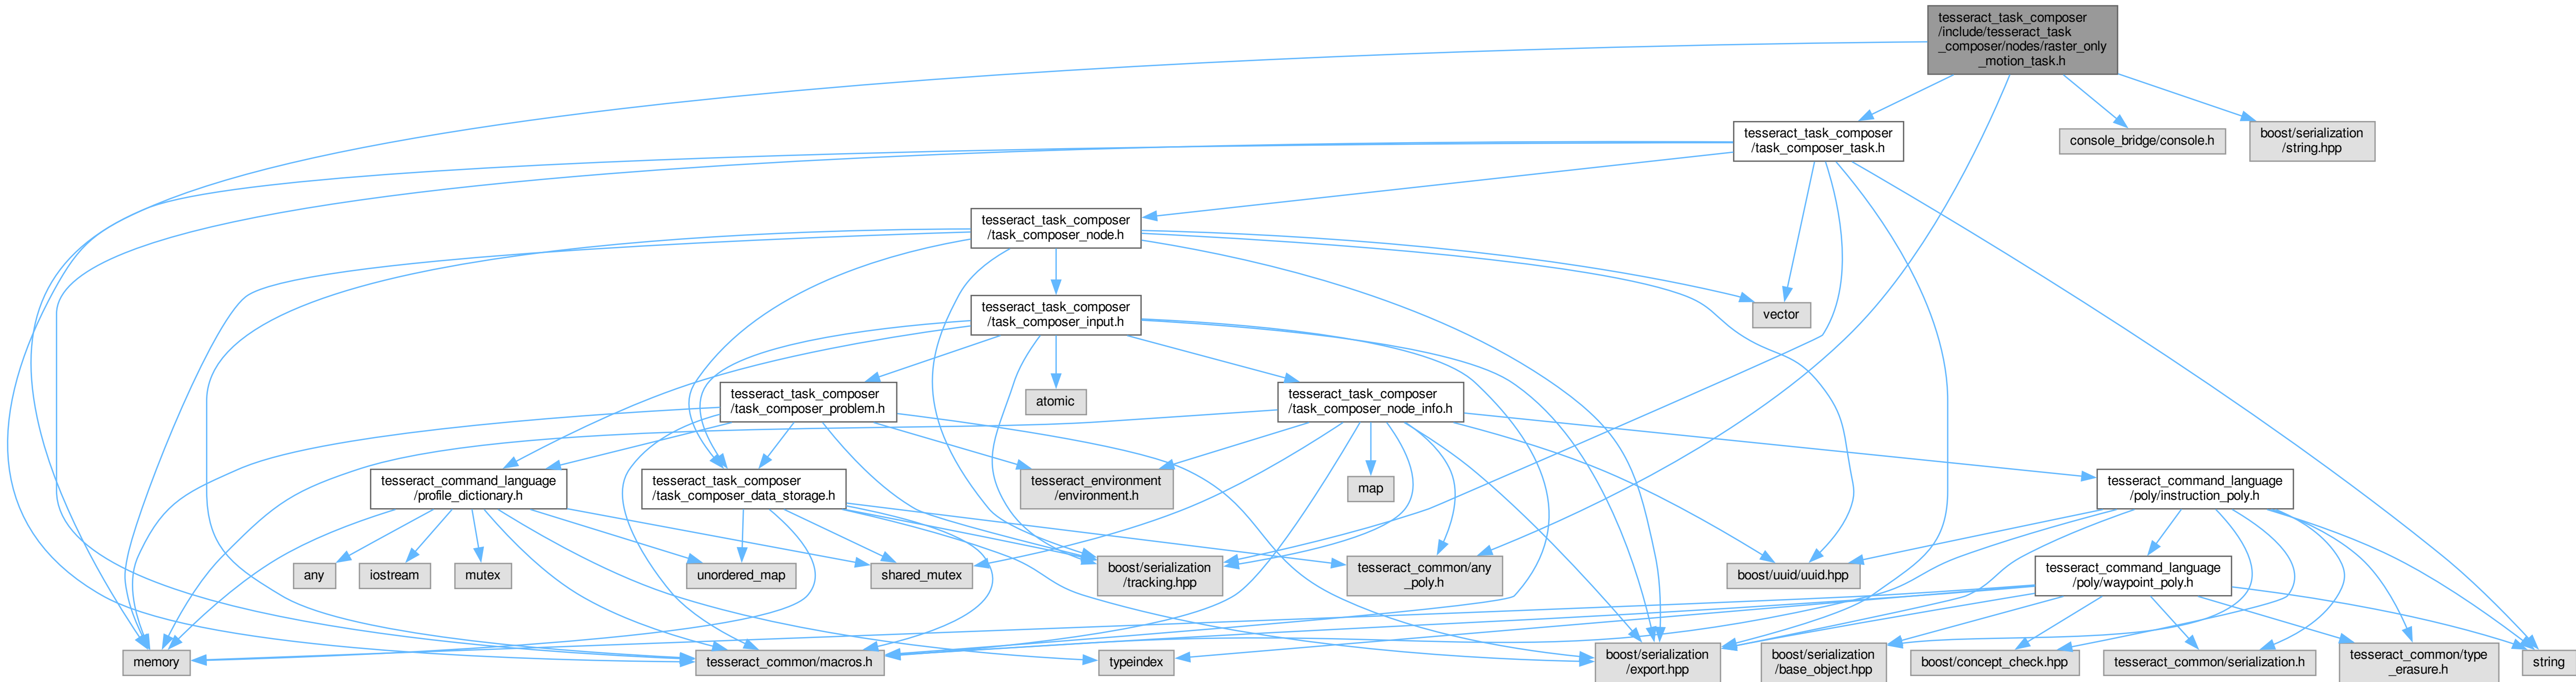 tesseract_task_composer
/include/tesseract_task
_composer/nodes/raster_only
_motion_task.h
tesseract_task_composer
/task_composer_task.h
console_bridge/console.h
boost/serialization
/string.hpp
tesseract_task_composer
/task_composer_node.h
tesseract_task_composer
/task_composer_input.h
vector
tesseract_task_composer
/task_composer_problem.h
atomic
tesseract_task_composer
/task_composer_node_info.h
tesseract_command_language
/profile_dictionary.h
tesseract_task_composer
/task_composer_data_storage.h
tesseract_environment
/environment.h
map
tesseract_command_language
/poly/instruction_poly.h
any
iostream
mutex
unordered_map
shared_mutex
boost/serialization
/tracking.hpp
tesseract_common/any
_poly.h
boost/uuid/uuid.hpp
tesseract_command_language
/poly/waypoint_poly.h
memory
tesseract_common/macros.h
typeindex
boost/serialization
/export.hpp
boost/serialization
/base_object.hpp
boost/concept_check.hpp
tesseract_common/serialization.h
tesseract_common/type
_erasure.h
string